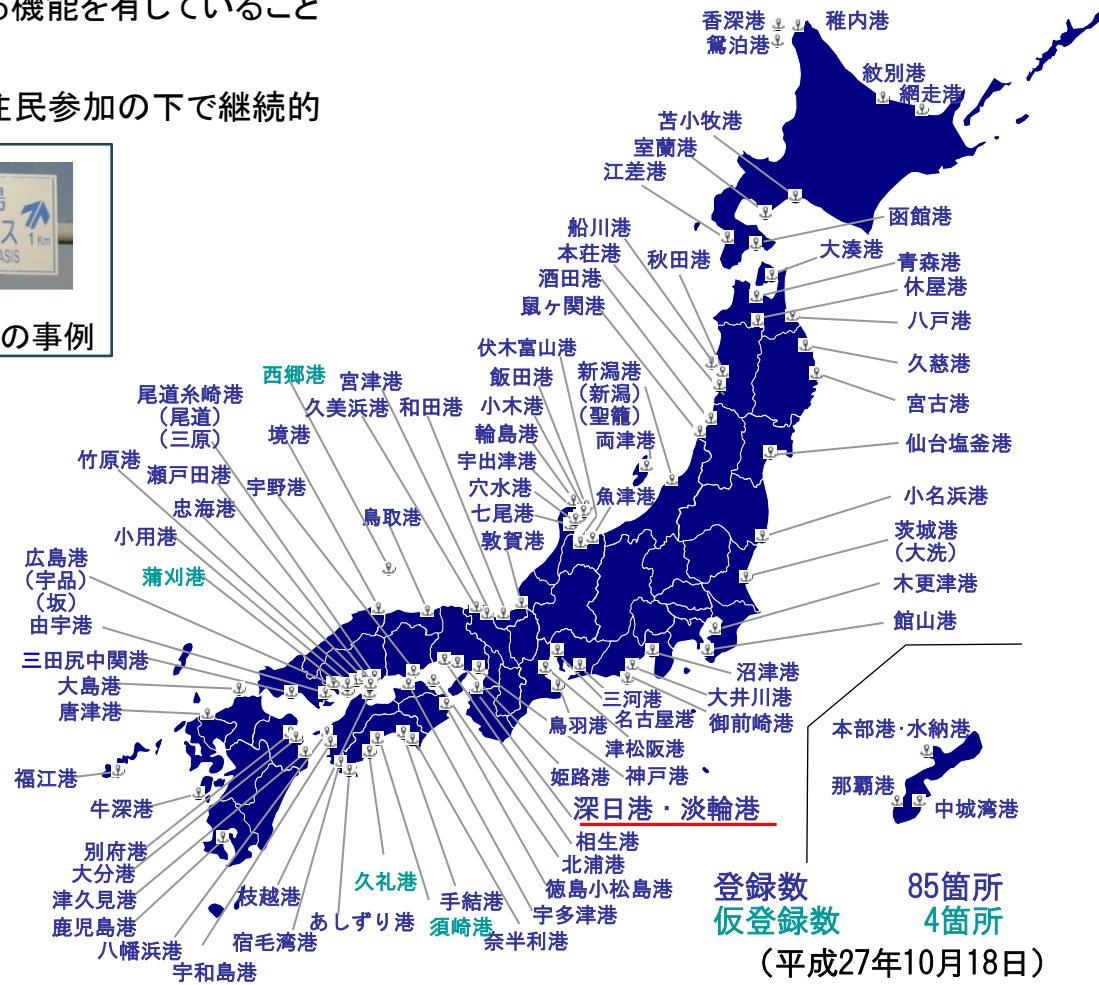 る機能を有していること
住民参加の下で継続的
ス 1Km
ASIS
の事例
香深港
稚内港
鴛泊港
紋別港
網走港
苫小牧港
室蘭港
江差港
函館港
船川港
本荘港
秋田港
大湊港
酒田港
青森港
鼠ヶ関港
休屋港
八戸港
伏木富山港
久慈港
西郷港
宮津港
飯田港
新潟港
(新潟)
(聖籠)
尾道糸崎港
(尾道)
(三原)
久美浜港
和田港
小木港
宮古港
境港
輪島港
両津港
仙台塩釜港
竹原港
瀬戸田港
宇出津港
宇野港
穴水港
魚津港
小名浜港
忠海港
鳥取港
七尾港
小用港
敦賀港
茨城港
(大洗)
広島港
(宇品)
(坂)
蒲刈港
木更津港
由宇港
館山港
三田尻中関港
沼津港
大島港
三河港
大井川港
唐津港
鳥羽港
名古屋港
御前崎港
本部港・水納港
津松阪港
福江港
姫路港
神戸港
那覇港
牛深港
深日港・淡輪港
中城湾港
別府港
相生港
大分港
北浦港
津久見港
枝越港
久礼港
手結港
徳島小松島港
鹿児島港
あしずり港
須崎港
宇多津港
八幡浜港
宿毛湾港
奈半利港
宇和島港
登録数 85箇所
仮登録数 4箇所
(平成27年10月18日)